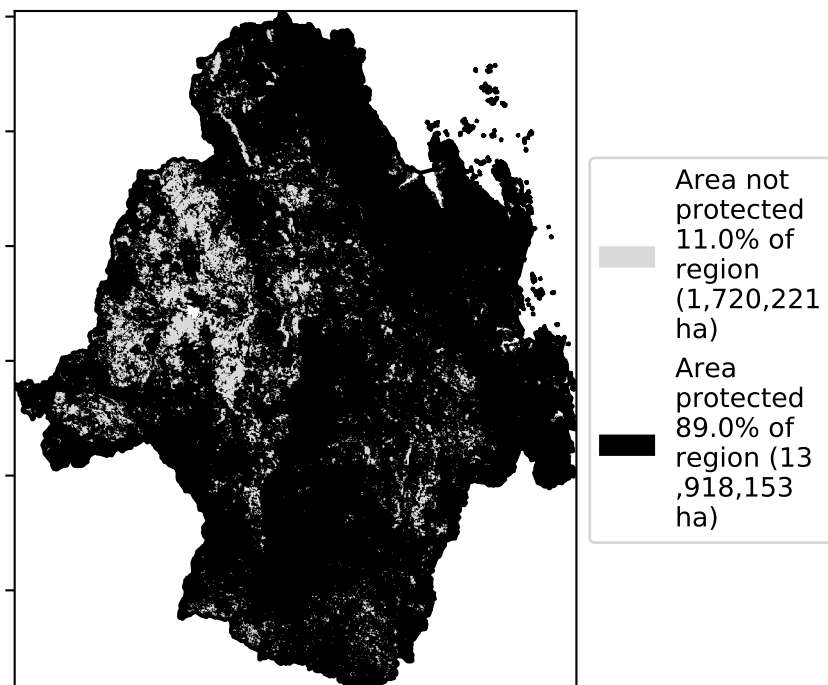 Area not
protected
11.0% of
region
(1,720,221
ha)
Area
protected
89.0% of
region (13
,918,153
ha)